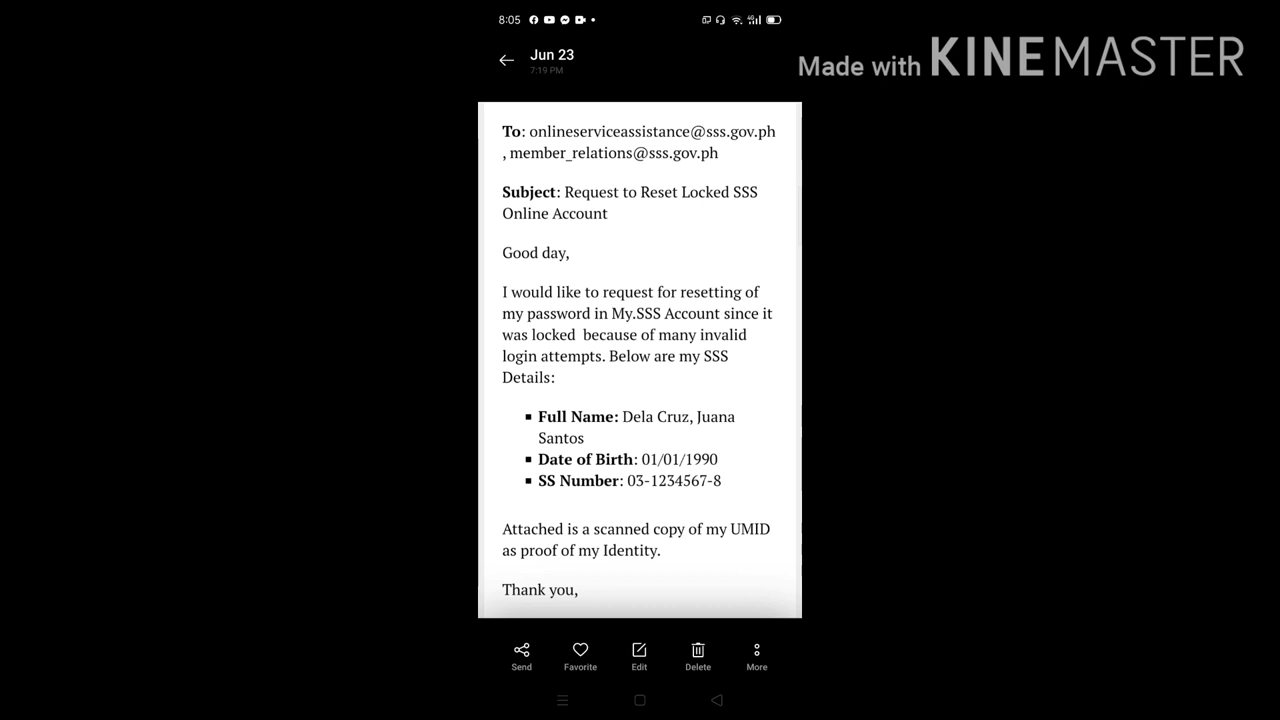 8:05
Jun 23
7:19 PM
Made with KINEMASTER
To: onlineserviceassistance@sss.gov.ph
, member_relations@sss.gov.ph
Subject: Request to Reset Locked SSS
Online Account
Good day,
I would like to request for resetting of
my password in My.SSS Account since it
was locked because of many invalid
login attempts. Below are my SSS
Details:
▪ Full Name: Dela Cruz, Juana
Santos
▪ Date of Birth: 01/01/1990
▪ SS Number: 03-1234567-8
Attached is a scanned copy of my UMID
as proof of my Identity.
Thank you,
Send Favorite Edit Delete More